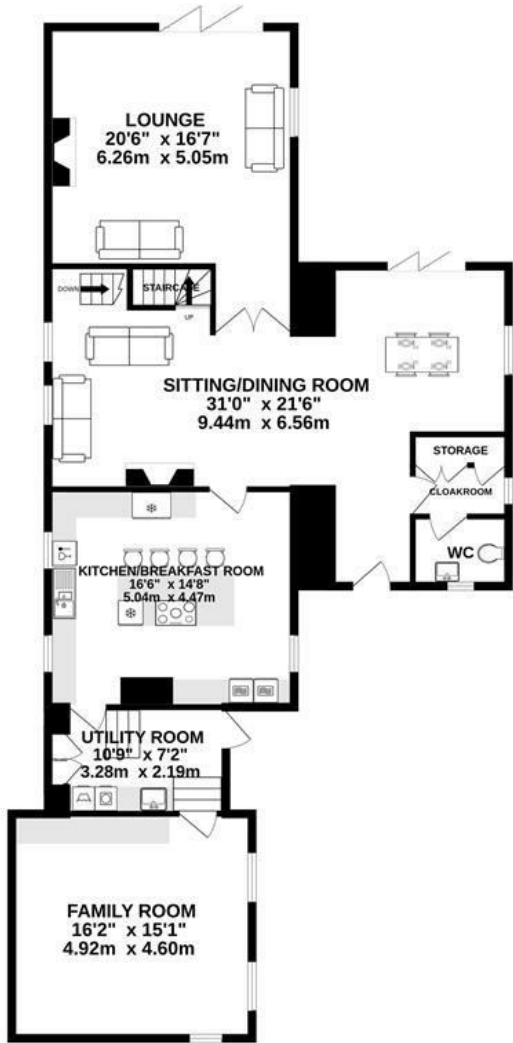 LOUNGE
20'6" x 16'7"
6.26m x 5.05m
DOWN
STAIRCASE
UP
SITTING/DINING ROOM
31'0" x 21'6"
9.44m x 6.56m
STORAGE
CLOAKROOM
WC
KITCHEN/BREAKFAST ROOM
16'6" x 14'8"
5.04m x 4.47m
UTILITY ROOM
10'9" x 7'2"
3.28m x 2.19m
FAMILY ROOM
16'2" x 15'1"
4.92m x 4.60m